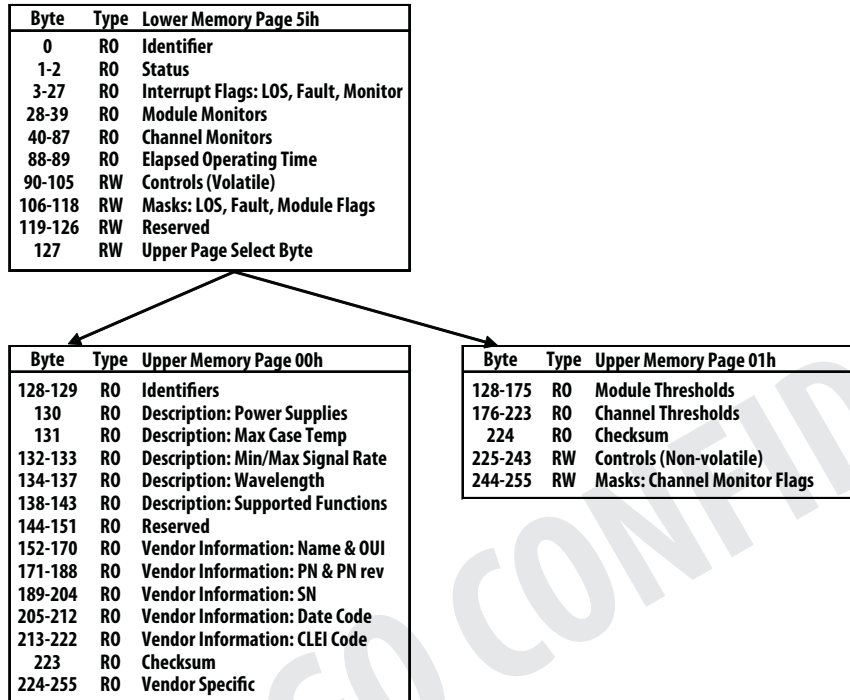 Byte Type Lower Memory Page 5ih
0 RO Identifier
1-2 RO Status
3-27 RO Interrupt Flags: LOS, Fault, Monitor
28-39 RO Module Monitors
40-87 RO Channel Monitors
88-89 RO Elapsed Operating Time
90-105 RW Controls (Volatile)
106-118 RW Masks: LOS, Fault, Module Flags
119-126 RW Reserved
127 RW Upper Page Select Byte
Byte Type Upper Memory Page 00h
128-129 RO Identifiers
130 RO Description: Power Supplies
131 RO Description: Max Case Temp
132-133 RO Description: Min/Max Signal Rate
134-137 RO Description: Wavelength
138-143 RO Description: Supported Functions
144-151 RO Reserved
152-170 RO Vendor Information: Name & OUI
171-188 RO Vendor Information: PN & PN rev
189-204 RO Vendor Information: SN
205-212 RO Vendor Information: Date Code
213-222 RO Vendor Information: CLEI Code
223 RO Checksum
224-255 RO Vendor Specific
Byte Type Upper Memory Page 01h
128-175 RO Module Thresholds
176-223 RO Channel Thresholds
224 RO Checksum
225-243 RW Controls (Non-volatile)
244-255 RW Masks: Channel Monitor Flags
GO CONFID